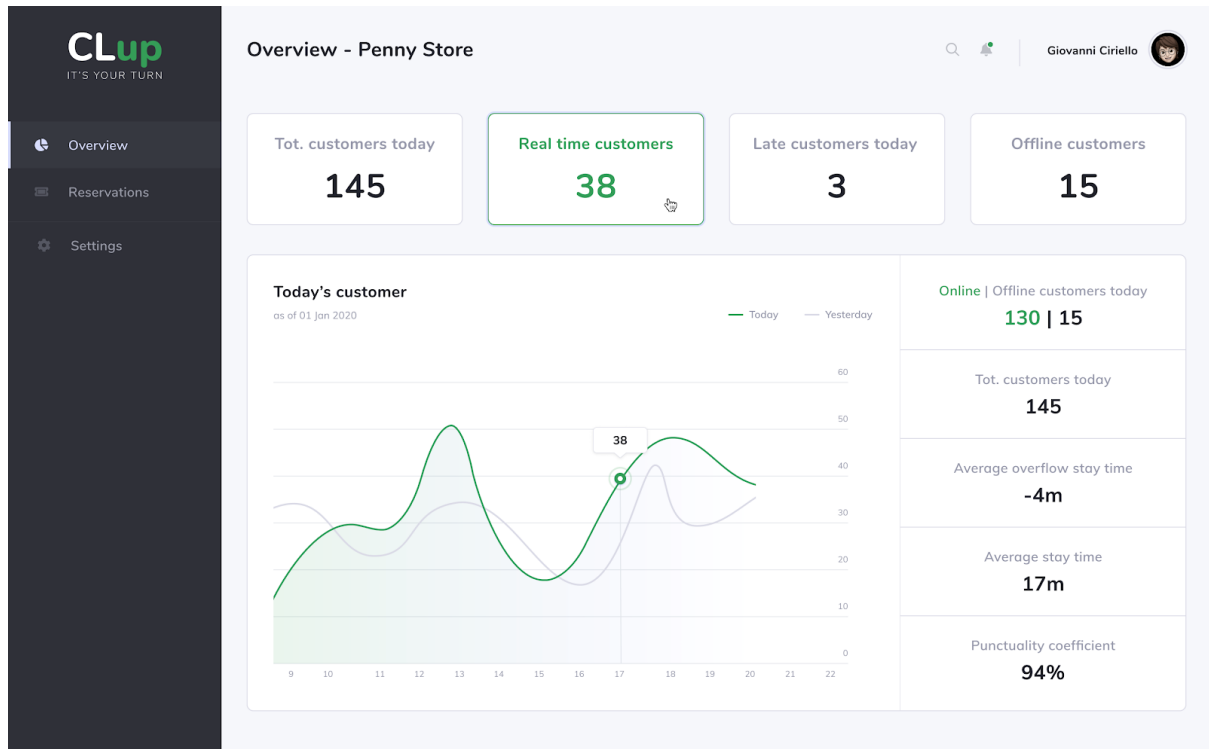 CLup
IT'S YOUR TURN
Overview
Reservations
Settings
Overview - Penny Store
Giovanni Ciriello
Tot. customers today
145
Real time customers
38
Late customers today
3
Offline customers
15
Today's customer
as of 01 Jan 2020
Today Yesterday
60
50
40
30
20
10
0
38
9 10 11 12 13 14 15 16 17 18 19 20 21 22
Online | Offline customers today
130 | 15
Tot. customers today
145
Average overflow stay time
-4m
Average stay time
17m
Punctuality coefficient
94%